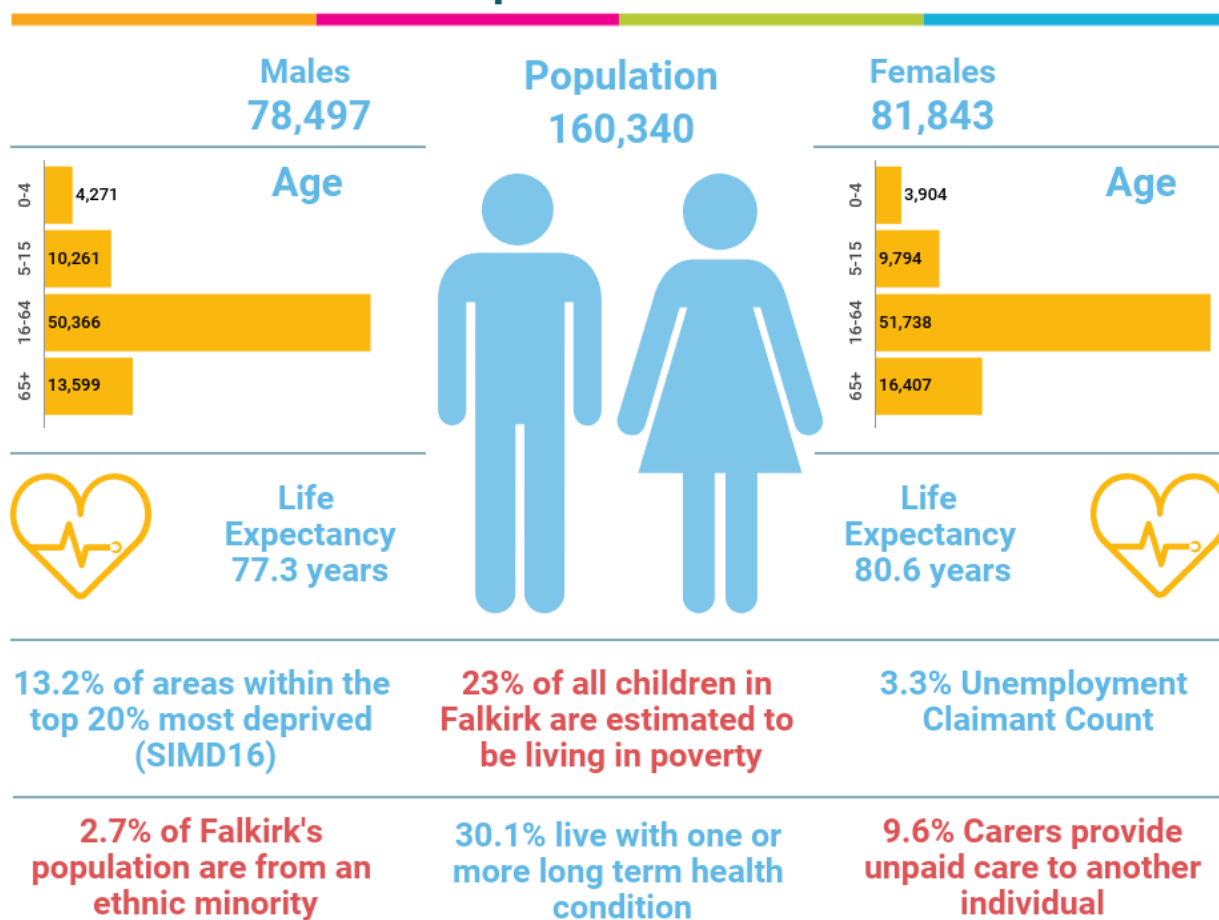 Males
78,497
Population
160,340
Females
81,843
Age
0-4
4,271
5-15
10,261
16-64
50,366
65+
13,599
Age
0-4
3,904
5-15
9,794
16-64
51,738
65+
16,407
Life
Expectancy
77.3 years
Life
Expectancy
80.6 years
13.2% of areas within the
top 20% most deprived
(SIMD16)
23% of all children in
Falkirk are estimated to
be living in poverty
3.3% Unemployment
Claimant Count
2.7% of Falkirk's
population are from an
ethnic minority
30.1% live with one or
more long term health
condition
9.6% Carers provide
unpaid care to another
individual